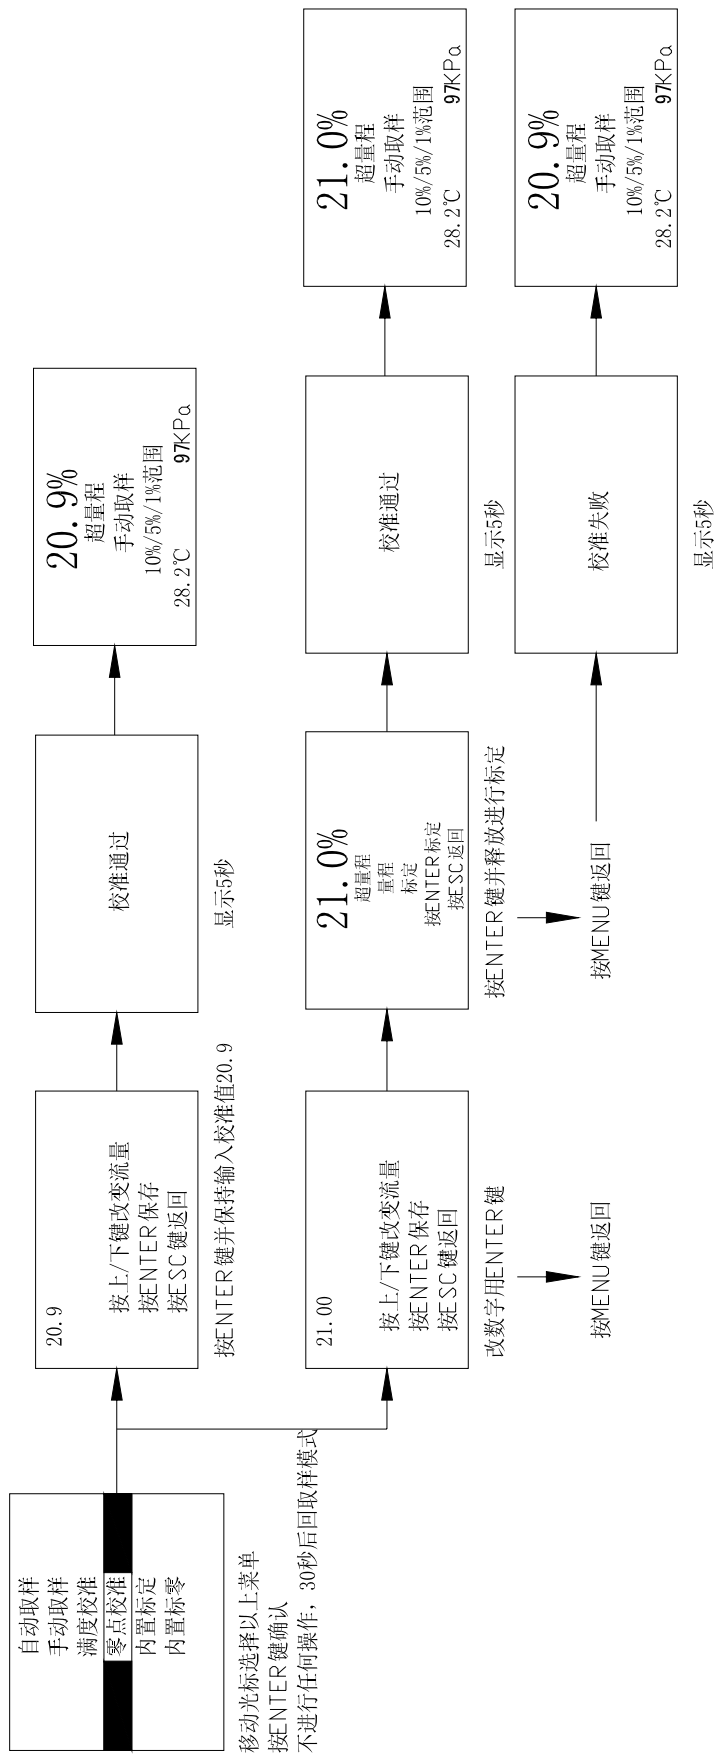 自动取样
手动取样
满度校准
零点校准
内置标定
内置标零
移动光标选择以上菜单
按ENTER键确认
不进行任何操作，30秒后回取样模式
20.9
按上/下键改变流量
按ENTER保存
按ESC键返回
按ENTER键并保持输入校准值20.9
校准通过
显示5秒
20.9%
超量程
手动取样
10%/5%/1%范围
28.2℃ 97KPa
21.00
按上/下键改变流量
按ENTER保存
按ESC键返回
改数字用ENTER键
按MENU键返回
21.0%
超量程
量程
标定
按ENTER标定
按ESC返回
按ENTER键并释放进行标定
按MENU键返回
校准通过
显示5秒
21.0%
超量程
手动取样
10%/5%/1%范围
28.2℃ 97KPa
校准失败
显示5秒
20.9%
超量程
手动取样
10%/5%/1%范围
28.2℃ 97KPa